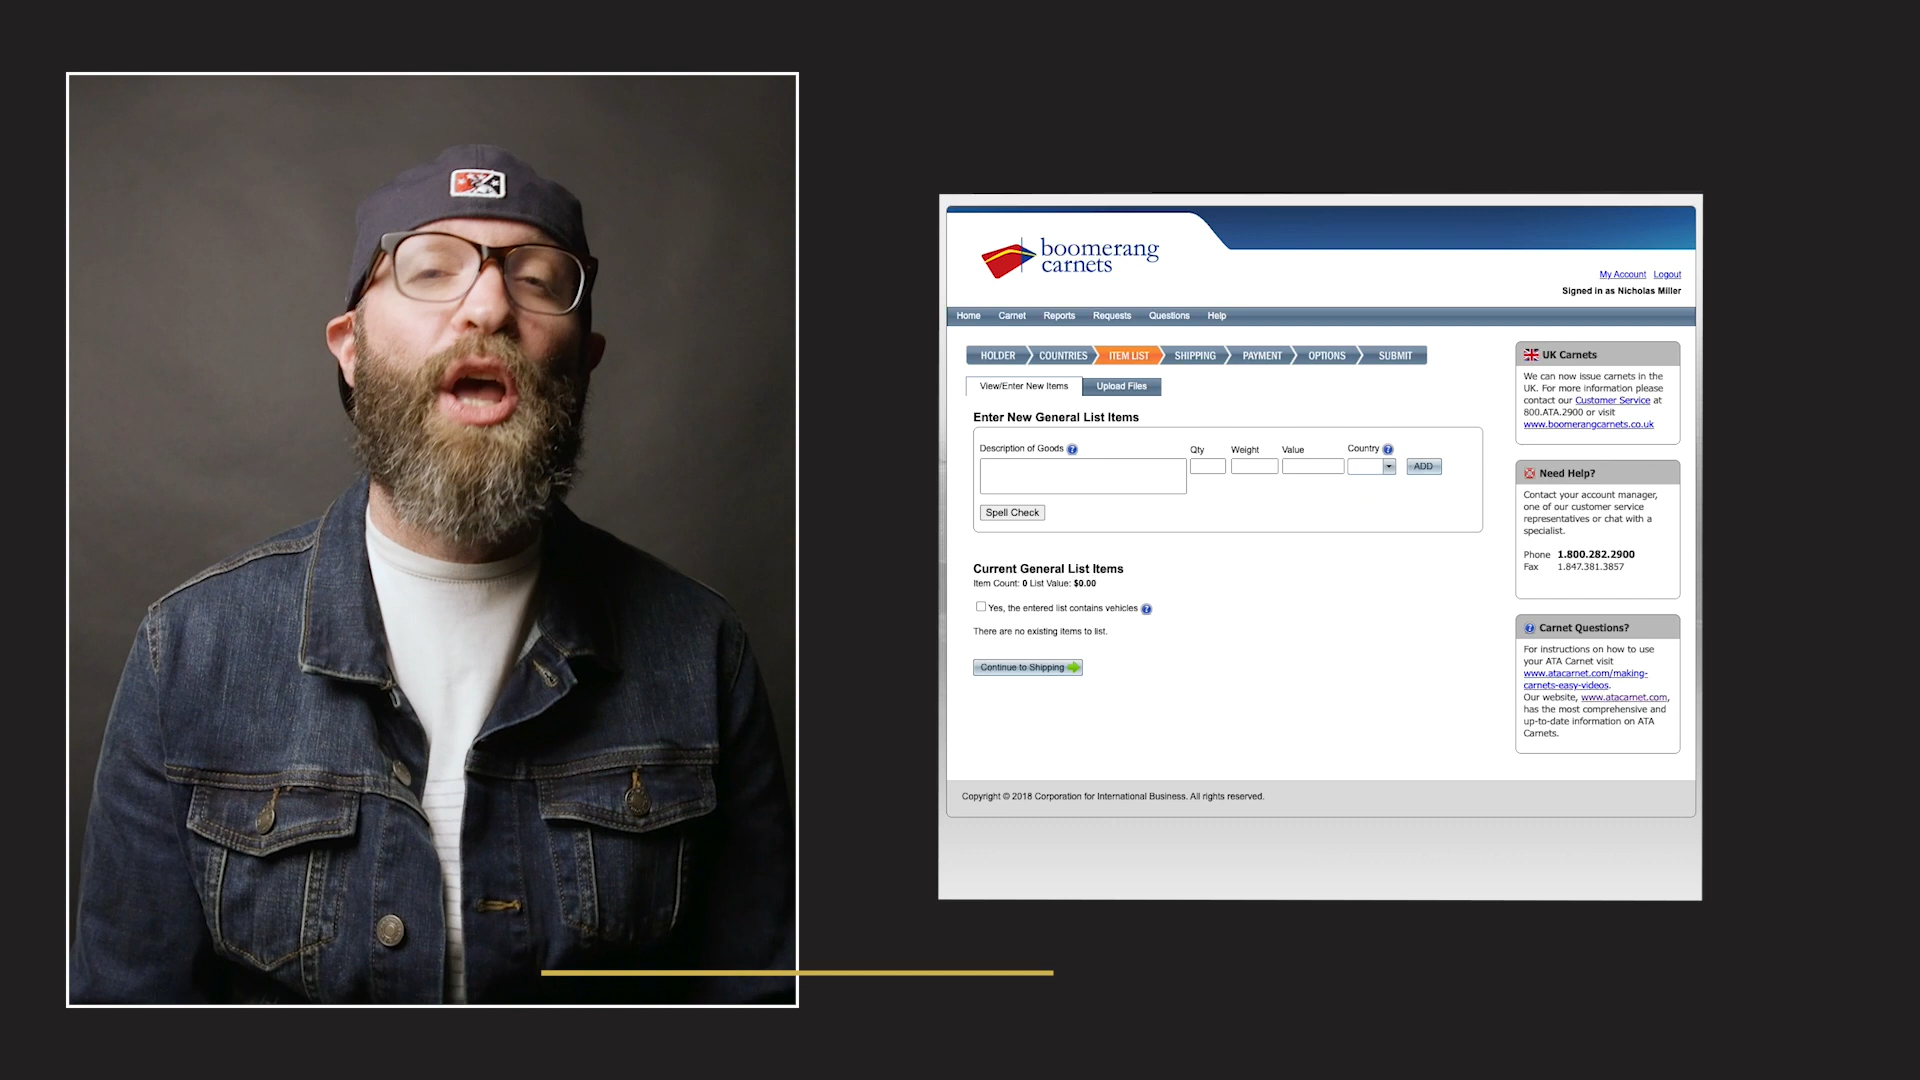 boomerang
carnets
My Account Logout
Signed in as Nicholas Miller
Home Carnet Reports Requests Questions Help
HOLDER COUNTRIES ITEM LIST SHIPPING PAYMENT OPTIONS SUBMIT
View/Enter New Items Upload Files
Enter New General List Items
Description of Goods ? Qty Weight Value Country ?
ADD
Spell Check
Current General List Items
Item Count: 0 List Value: $0.00
Yes, the entered list contains vehicles ?
There are no existing items to list.
Continue to Shipping
UK Carnets
We can now issue carnets in the
UK. For more information please
contact our Customer Service at
800.ATA.2900 or visit
www.boomerangcarnets.co.uk
Need Help?
Contact your account manager,
one of our customer service
representatives or chat with a
specialist.
Phone 1.800.282.2900
Fax 1.847.381.3857
? Carnet Questions?
For instructions on how to use
your ATA Carnet visit
www.atacarnet.com/making-
carnets-easy-videos.
Our website, www.atacarnet.com,
has the most comprehensive and
up-to-date information on ATA
Carnets.
Copyright © 2018 Corporation for International Business. All rights reserved.